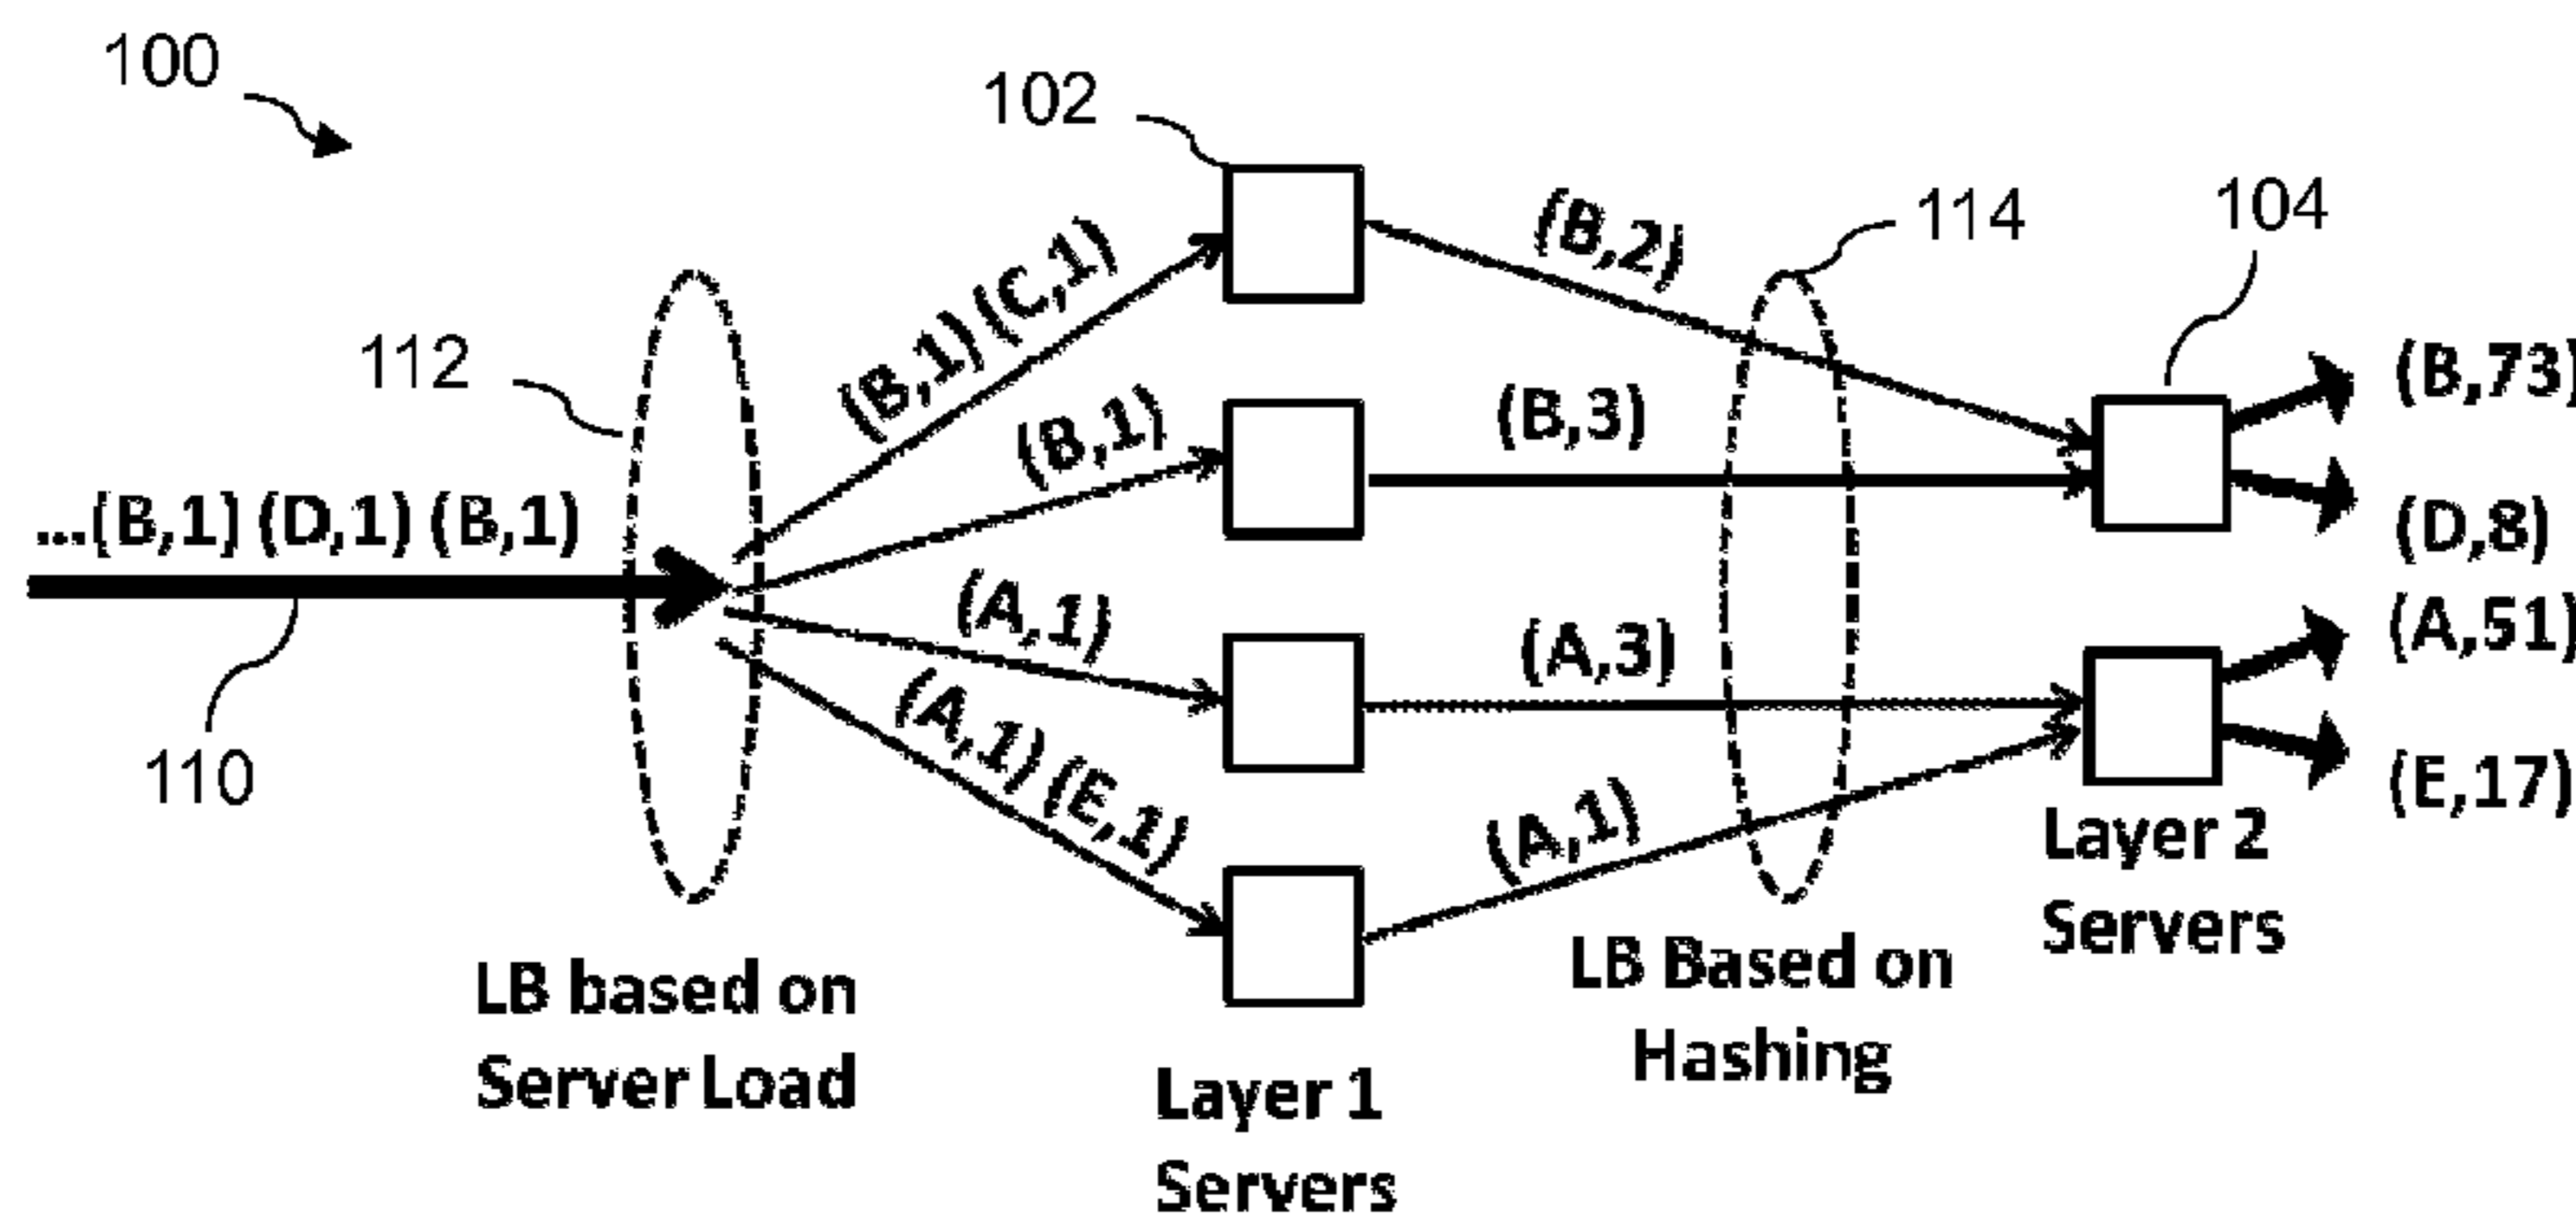 100
102
114
104
112
(B,1) (C,1)
(B,2)
(B,73)
(B,1)
(B,3)
...(B,1) (D,1) (B,1)
(D,8)
(A,1)
(A,3)
(A,51)
110
(A,1) (E,1)
(A,1)
(E,17)
Layer 2
Servers
LB based on
Server Load
LB Based on
Hashing
Layer 1
Servers